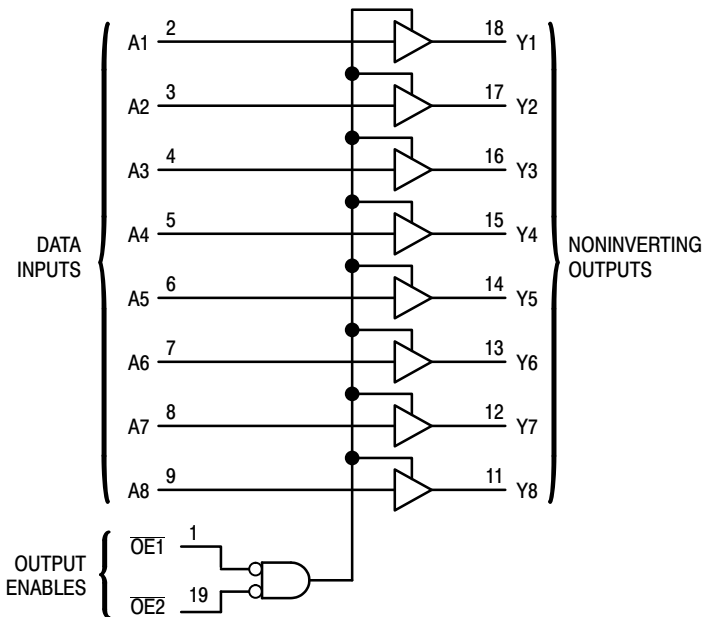 A1 2 18 Y1
A2 3 17 Y2
A3 4 16 Y3
A4 5 15 Y4
DATA
INPUTS
NONINVERTING
OUTPUTS
A5 6 14 Y5
A6 7 13 Y6
A7 8 12 Y7
A8 9 11 Y8
OUTPUT
ENABLES
O̅E̅1̅ 1
O̅E̅2̅ 19